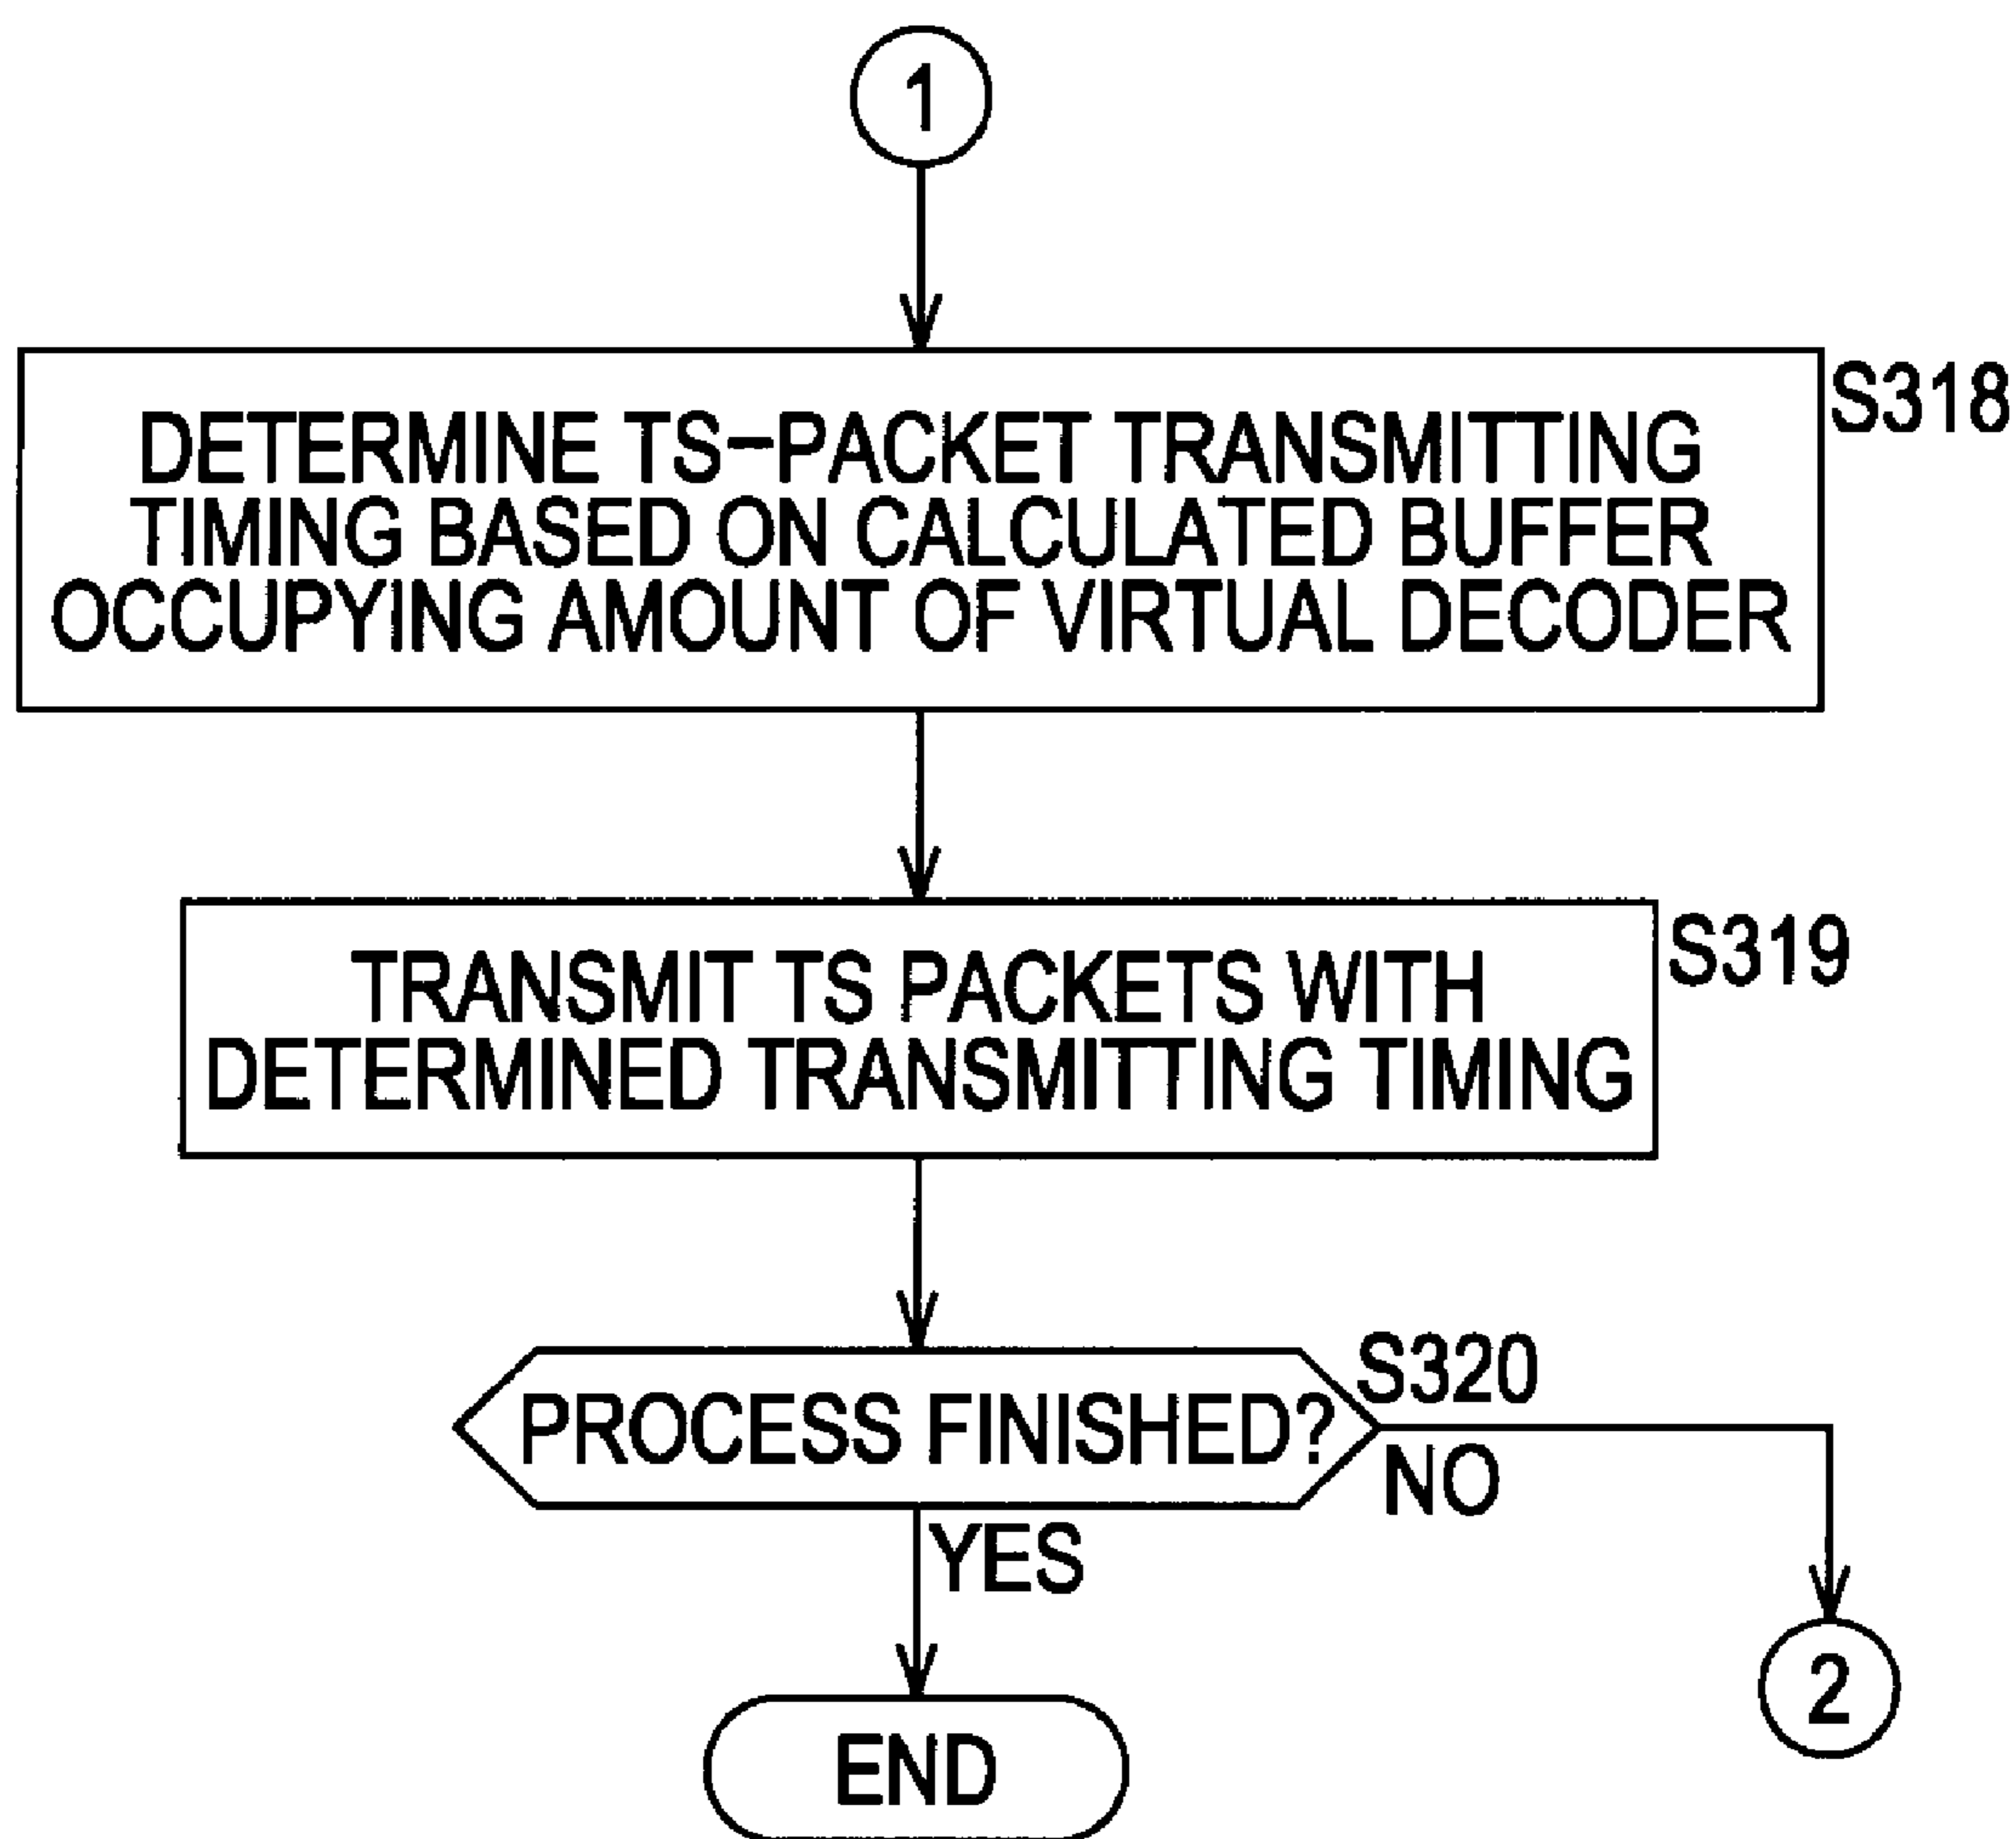 1
S318
DETERMINE TS-PACKET TRANSMITTING
TIMING BASED ON CALCULATED BUFFER
OCCUPYING AMOUNT OF VIRTUAL DECODER
S319
TRANSMIT TS PACKETS WITH
DETERMINED TRANSMITTING TIMING
S320
PROCESS FINISHED?
NO
YES
2
END